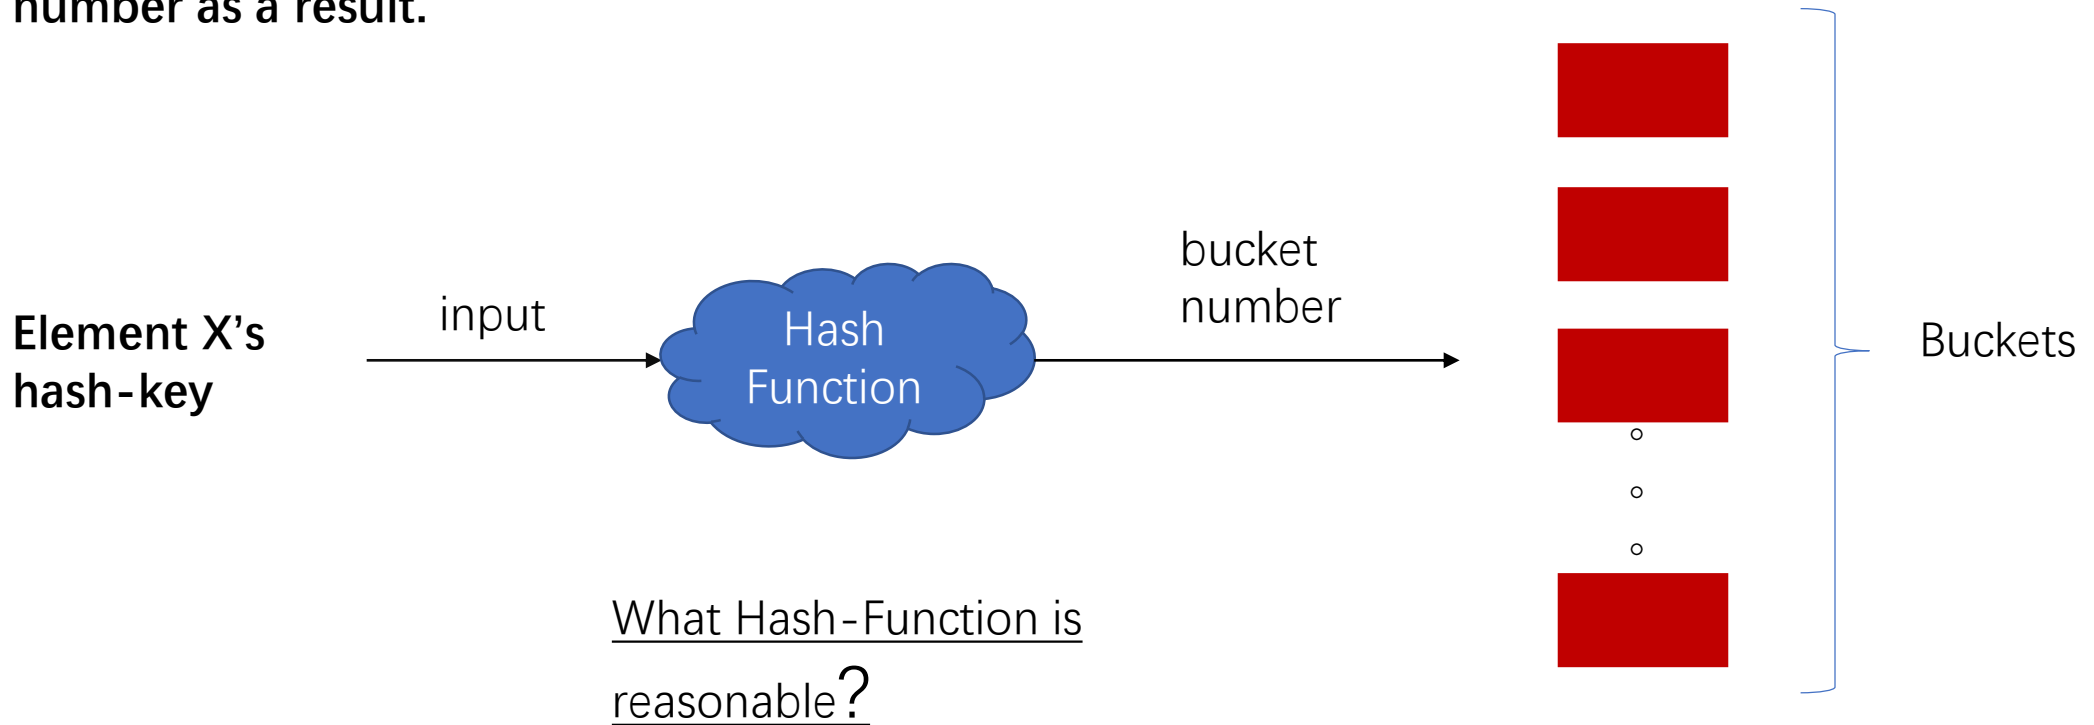 number as a result.
Element X’s
hash-key
input
Hash
Function
bucket
number
Buckets
What Hash-Function is
reasonable?